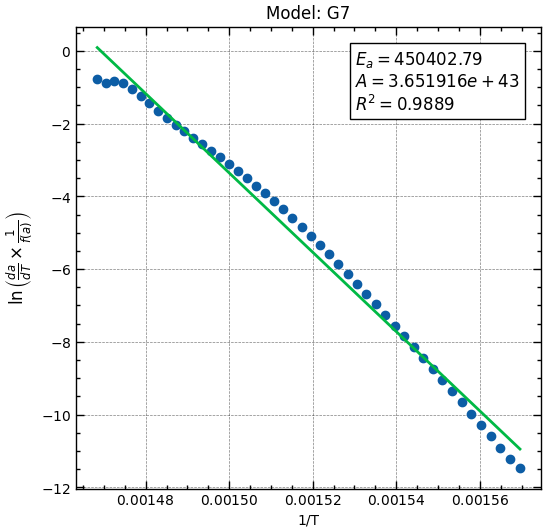 Model: G7
E_a = 450402.79
A = 3.651916e + 43
R^2 = 0.9889
0
−2
−4
−6
−8
−10
−12
ln (da/dT × 1/f(a))
0.00148 0.00150 0.00152 0.00154 0.00156
1/T